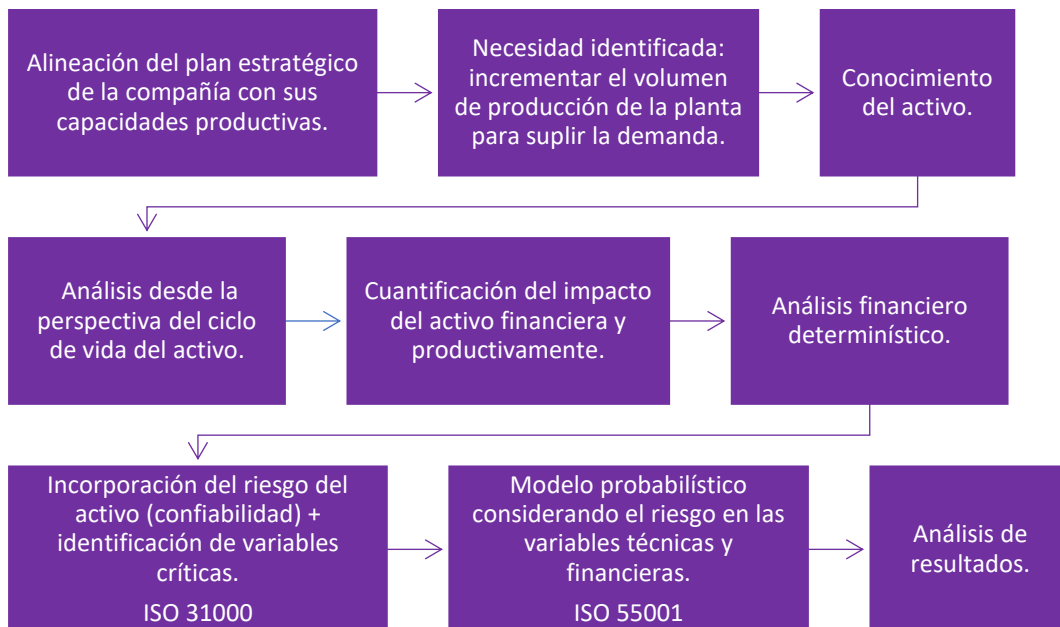 Alineación del plan estratégico
de la compañía con sus
capacidades productivas.
Necesidad identificada:
incrementar el volumen
de producción de la planta
para suplir la demanda.
Conocimiento
del activo.
Análisis desde la
perspectiva del ciclo
de vida del activo.
Cuantificación del impacto
del activo financiera y
productivamente.
Análisis financiero
determinístico.
Incorporación del riesgo del
activo (confiabilidad) +
identificación de variables
críticas.
ISO 31000
Modelo probabilístico
considerando el riesgo en las
variables técnicas y
financieras.
ISO 55001
Análisis de
resultados.